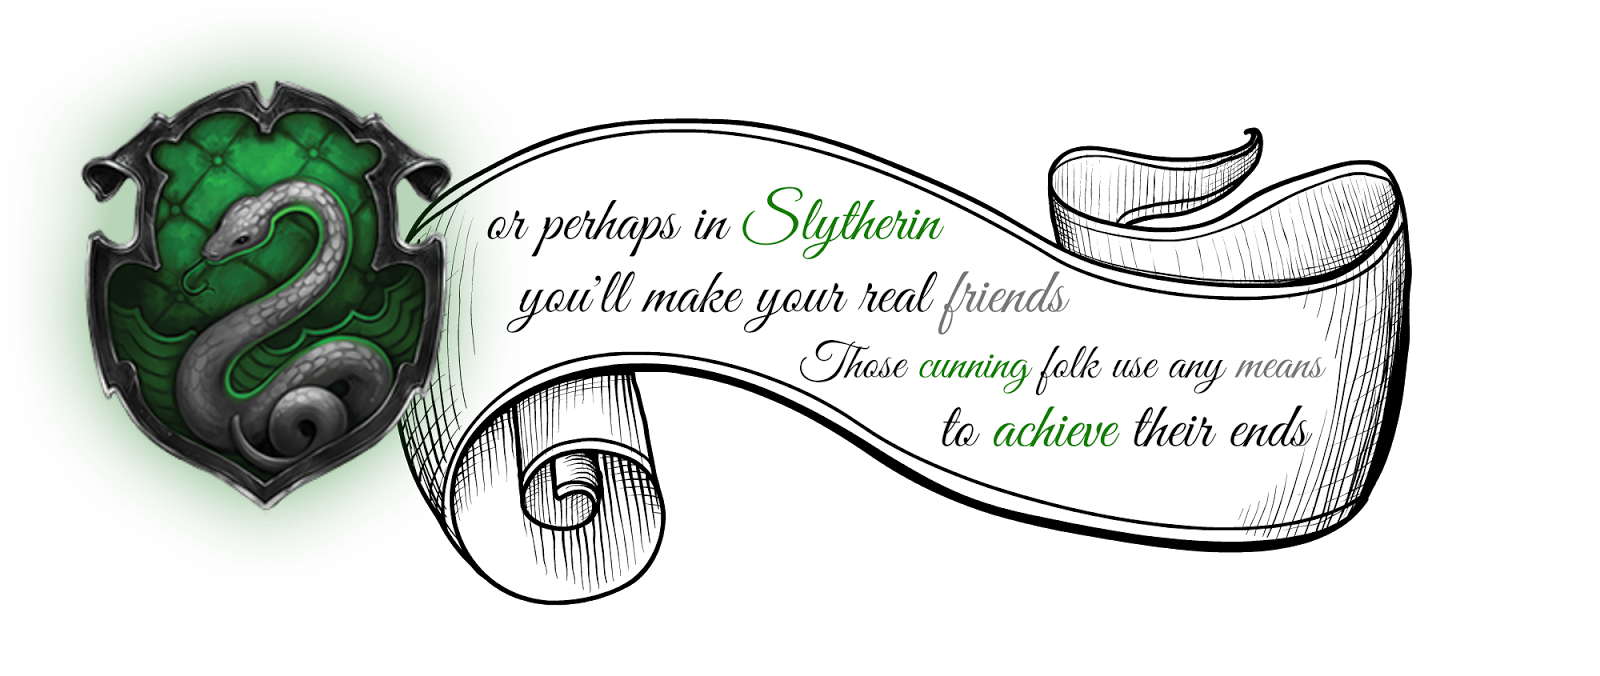 or perhaps in Slytherin
you'll make your real friends
Those cunning folk use any means
to achieve their ends